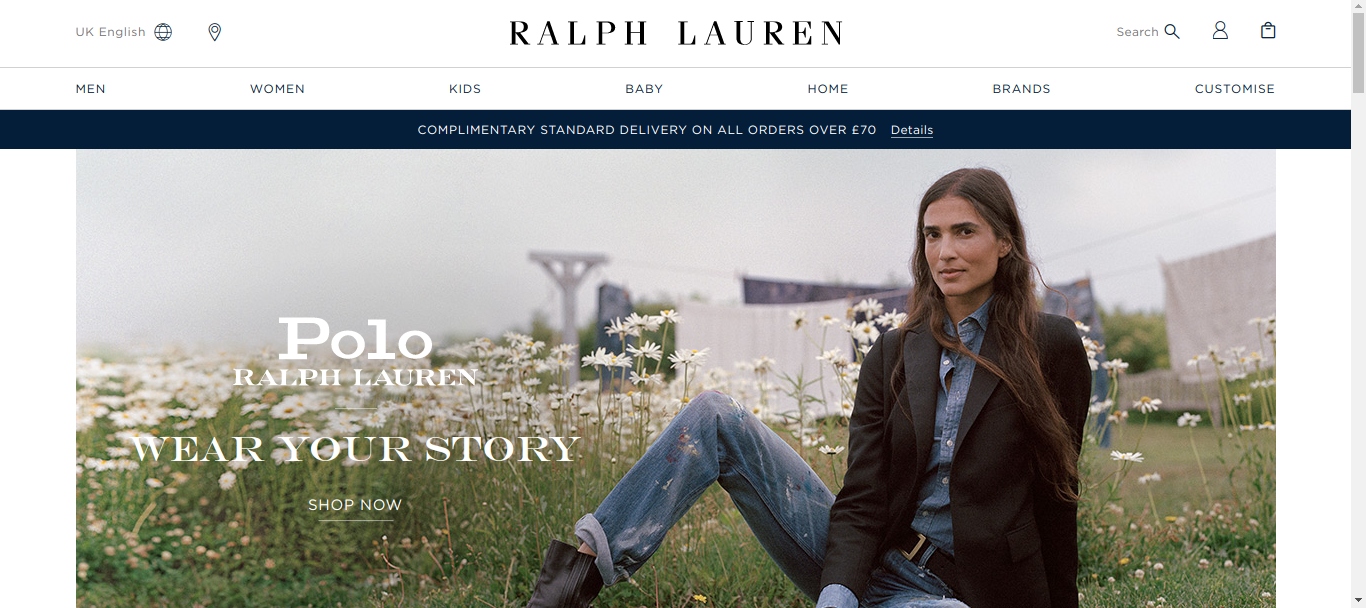 UK English
RALPH LAUREN
Search
MEN WOMEN KIDS BABY HOME BRANDS CUSTOMISE
COMPLIMENTARY STANDARD DELIVERY ON ALL ORDERS OVER £70 Details
Polo
RALPH LAUREN
WEAR YOUR STORY
SHOP NOW